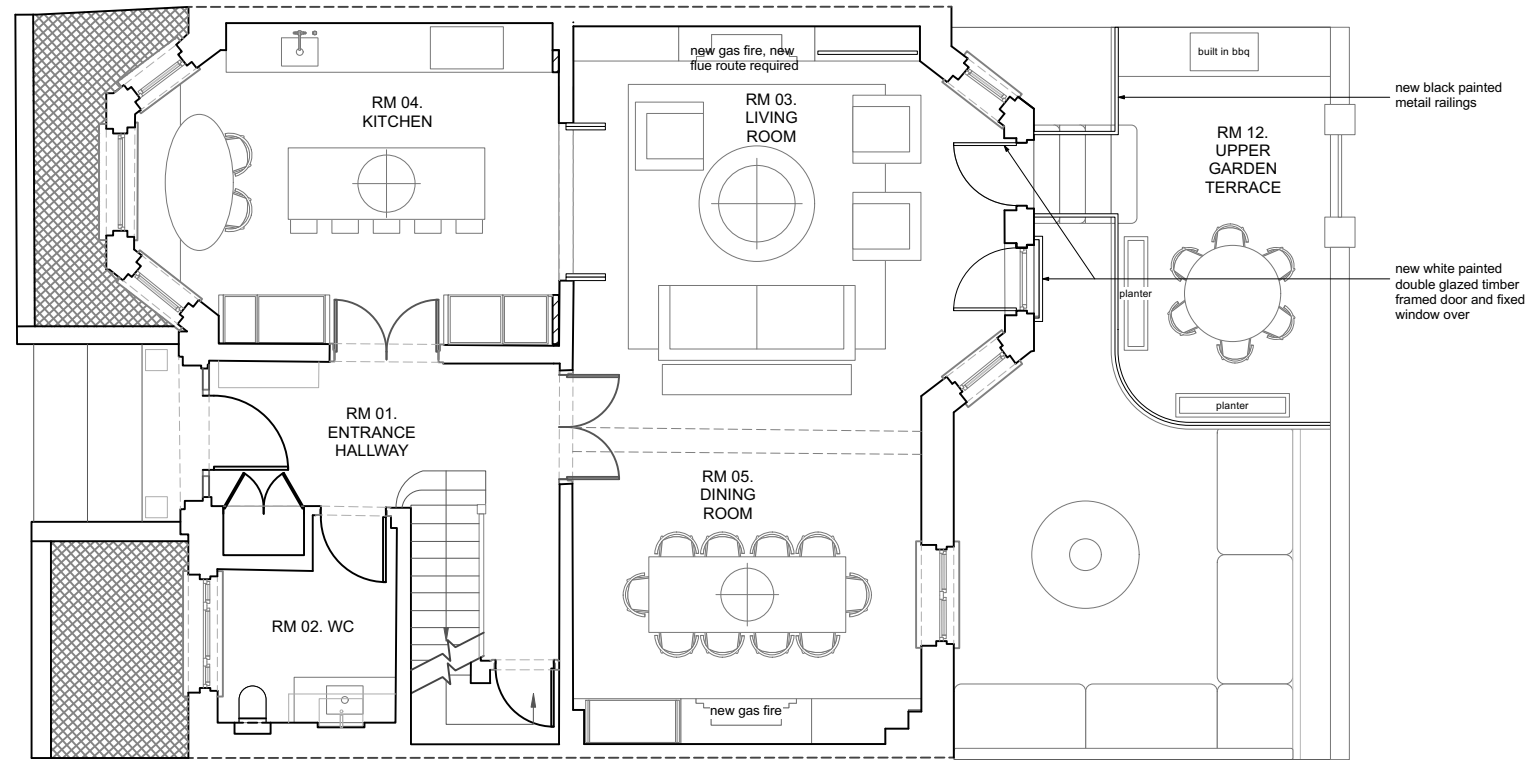 new gas fire, new
flue route required
built in bbq
new black painted
metail railings
RM 04.
KITCHEN
RM 03.
LIVING
ROOM
RM 12.
UPPER
GARDEN
TERRACE
new white painted
double glazed timber
framed door and fixed
window over
planter
planter
RM 01.
ENTRANCE
HALLWAY
RM 05.
DINING
ROOM
RM 02. WC
new gas fire